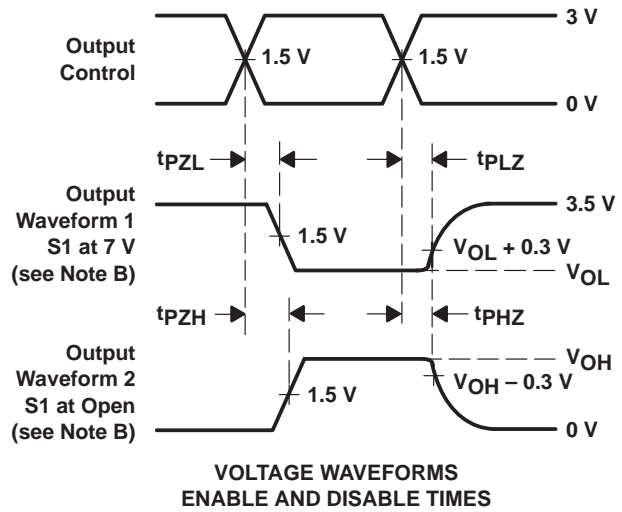 3 V
Output
Control
1.5 V
1.5 V
0 V
tPZL
tPLZ
Output
Waveform 1
S1 at 7 V
(see Note B)
3.5 V
1.5 V
VOL + 0.3 V
VOL
tPZH
tPHZ
Output
Waveform 2
S1 at Open
(see Note B)
VOH
1.5 V
VOH – 0.3 V
0 V
VOLTAGE WAVEFORMS
ENABLE AND DISABLE TIMES